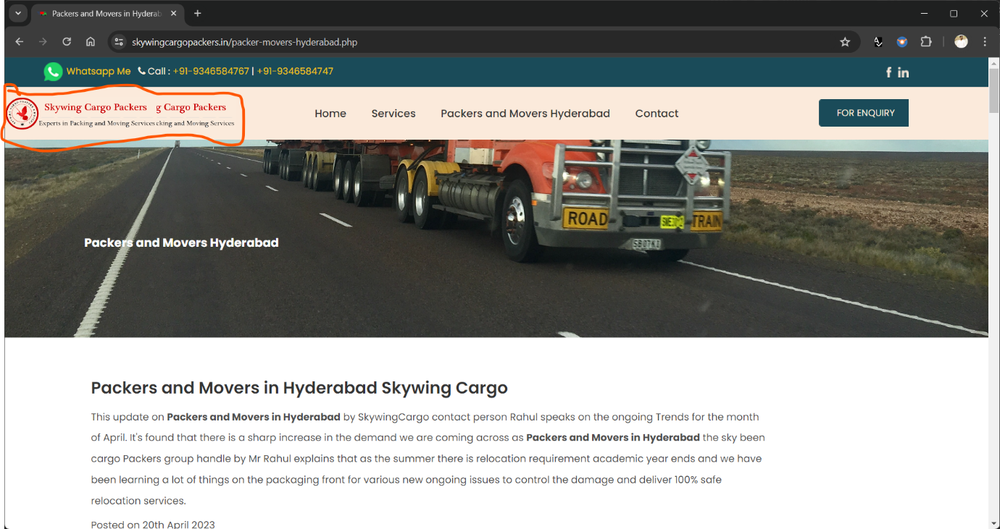 Packers and Movers in Hyderab
skywingcargopackers.in/packer-movers-hyderabad.php
Whatsapp Me Call : +91-9346584767 | +91-9346584747
Skywing Cargo Packers g Cargo Packers
Experts in Packing and Moving Services cking and Moving Services
Home Services Packers and Movers Hyderabad Contact
FOR ENQUIRY
ROAD TRAIN
Packers and Movers Hyderabad
Packers and Movers in Hyderabad Skywing Cargo
This update on Packers and Movers in Hyderabad by SkywingCargo contact person Rahul speaks on the ongoing Trends for the month
of April. It's found that there is a sharp increase in the demand we are coming across as Packers and Movers in Hyderabad the sky been
cargo Packers group handle by Mr Rahul explains that as the summer there is relocation requirement academic year ends and we have
been learning a lot of things on the packaging front for various new ongoing issues to control the damage and deliver 100% safe
relocation services.
Posted on 20th April 2023